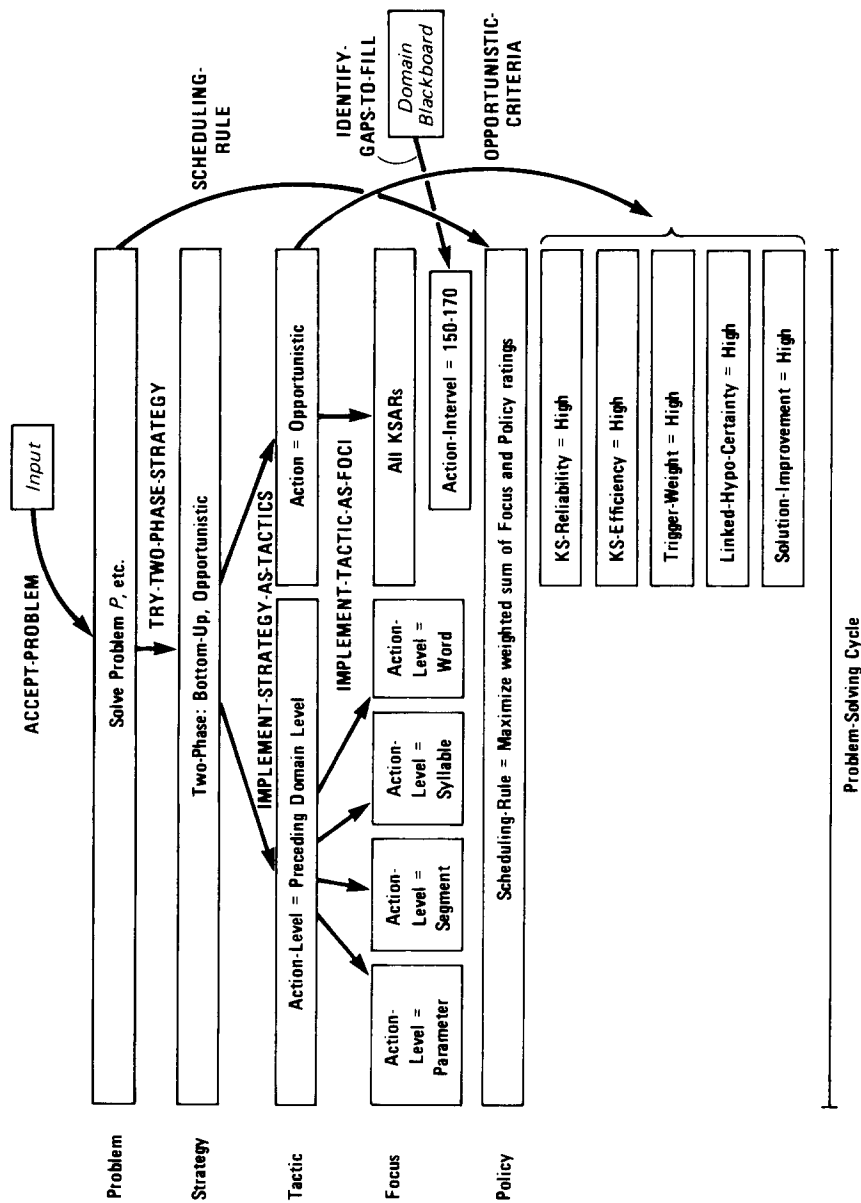 ACCEPT-PROBLEM
Input
Problem
Solve Problem P, etc.
SCHEDULING-
RULE
TRY-TWO-PHASE-STRATEGY
Strategy
Two-Phase: Bottom-Up, Opportunistic
IMPLEMENT-STRATEGY-AS-TACTICS
Tactic
Action-Level = Preceding Domain Level
Action = Opportunistic
IMPLEMENT-TACTIC-AS-FOCI
IDENTIFY-
GAPS-TO-FILL
Domain
Blackboard
Focus
Action-
Level =
Parameter
Action-
Level =
Segment
Action-
Level =
Syllable
Action-
Level =
Word
All KSARs
Action-Intervel = 150-170
Policy
Scheduling-Rule = Maximize weighted sum of Focus and Policy ratings
OPPORTUNISTIC-
CRITERIA
KS-Reliability = High
KS-Efficiency = High
Trigger-Weight = High
Linked-Hypo-Certainty = High
Solution-Improvement = High
Problem-Solving Cycle